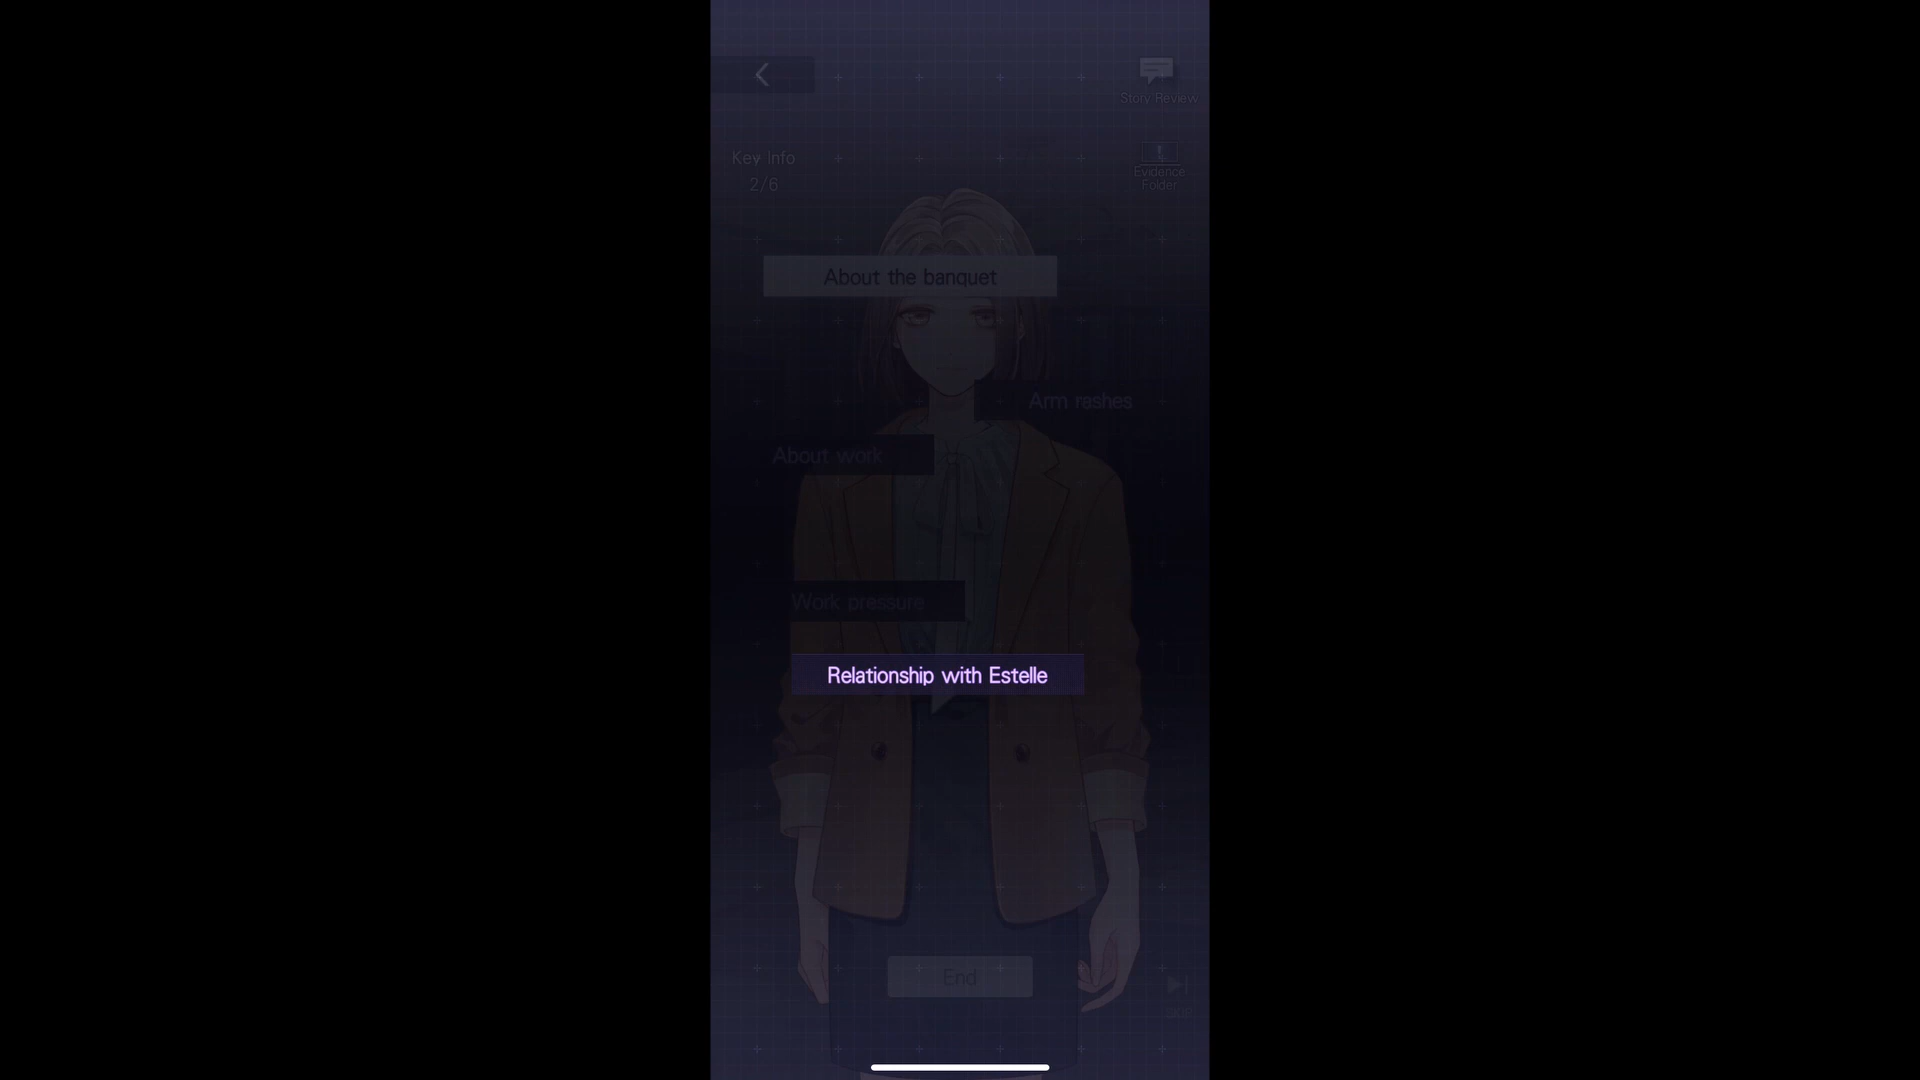 Story Review
Key Info
2/6
Evidence
Folder
About the banquet
Arm rashes
About work
Work pressure
Relationship with Estelle
End
SKIP